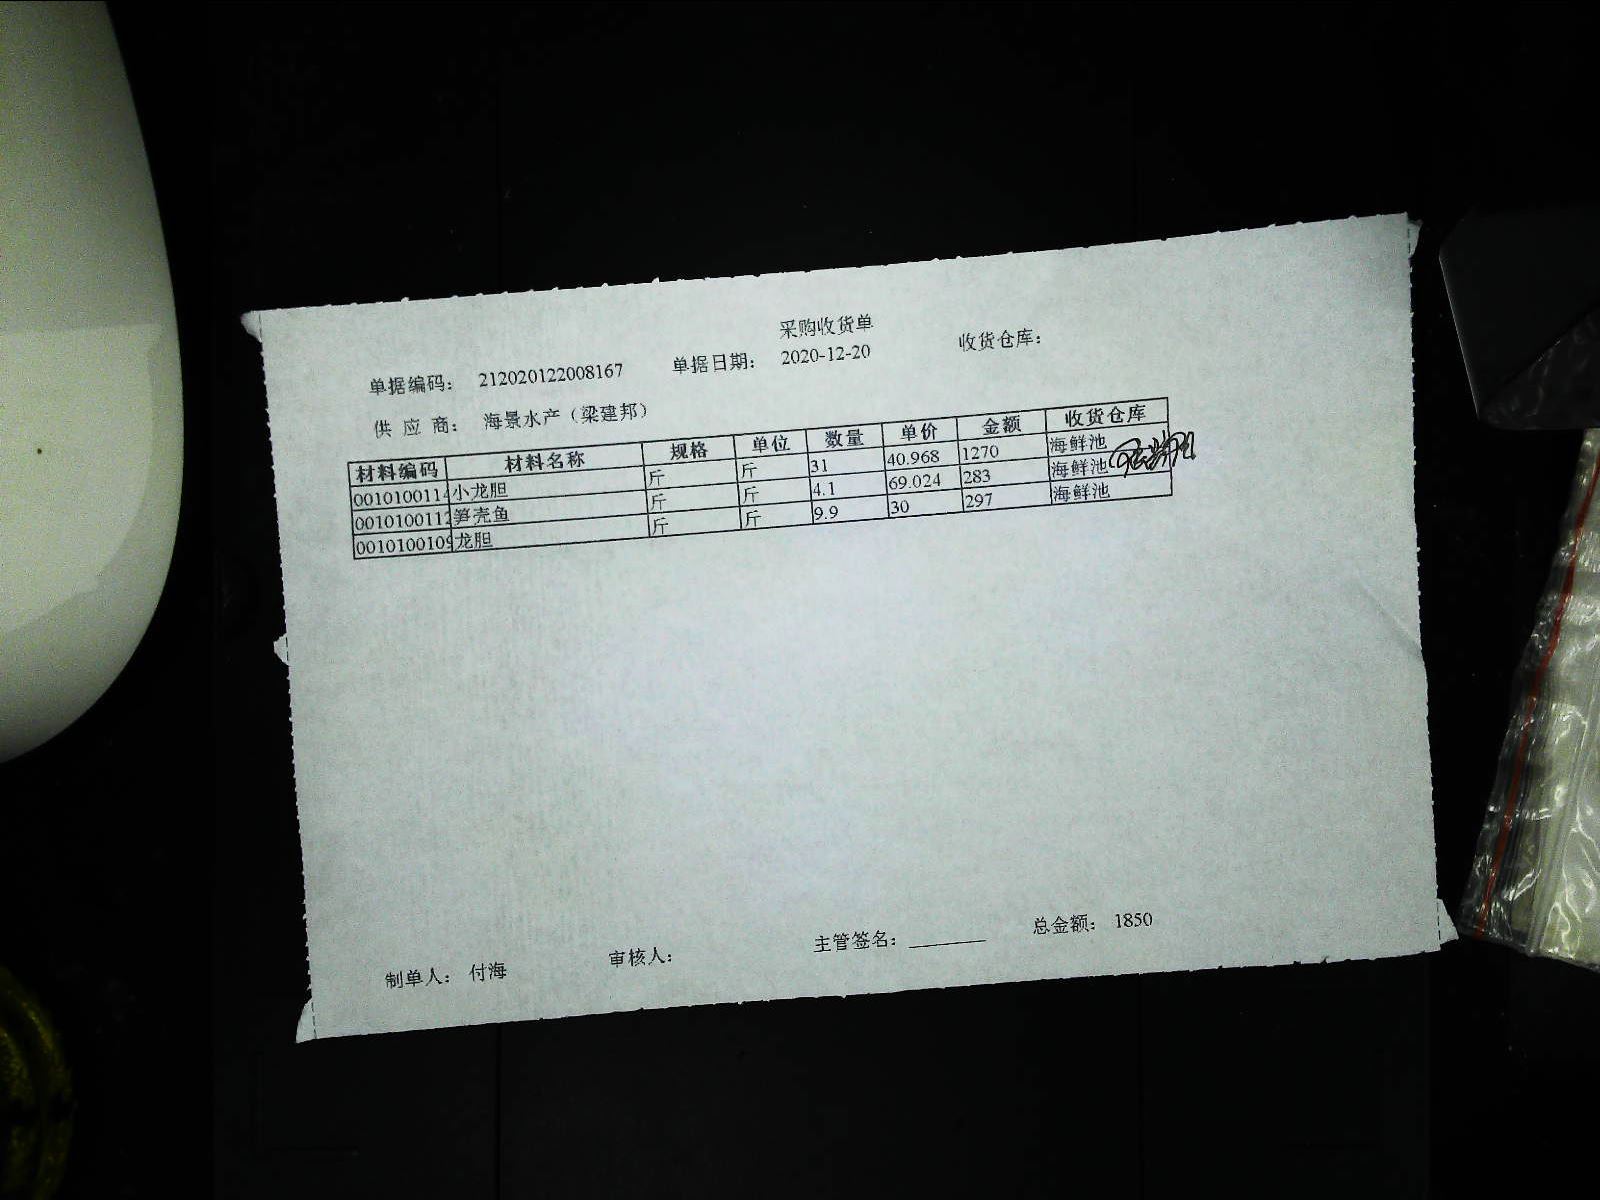 采购收货单
单据编码： 212020122008167 单据日期： 2020-12-20 收货仓库：
供 应 商： 海景水产（梁建邦）
材料编码 材料名称 规格 单位 数量 单价 金额 收货仓库
0010100114 小龙胆 斤 斤 31 40.968 1270 海鲜池
0010100112 笋壳鱼 斤 斤 4.1 69.024 283 海鲜池
0010100109 龙胆 斤 斤 9.9 30 297 海鲜池
制单人： 付海 审核人： 主管签名： ________ 总金额： 1850